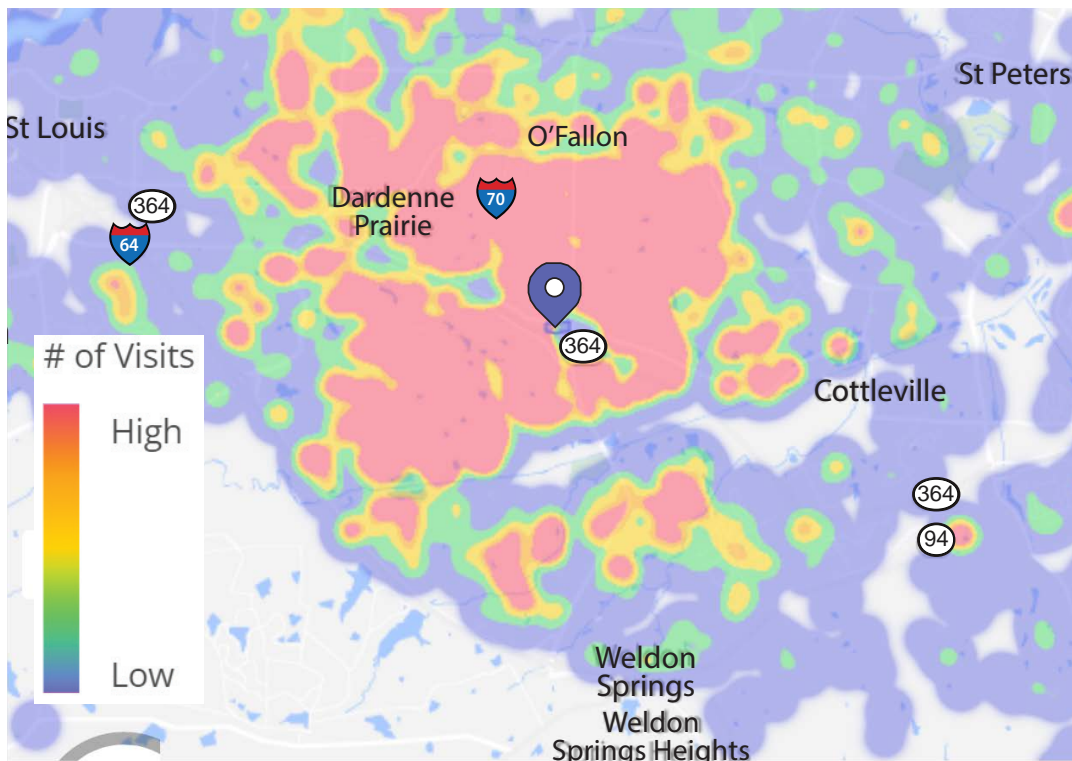 St Peters
St Louis
O'Fallon
Dardenne
Prairie
70
364
64
364
# of Visits
High
Low
Cottleville
364
94
Weldon
Springs
Weldon
Springs Heights